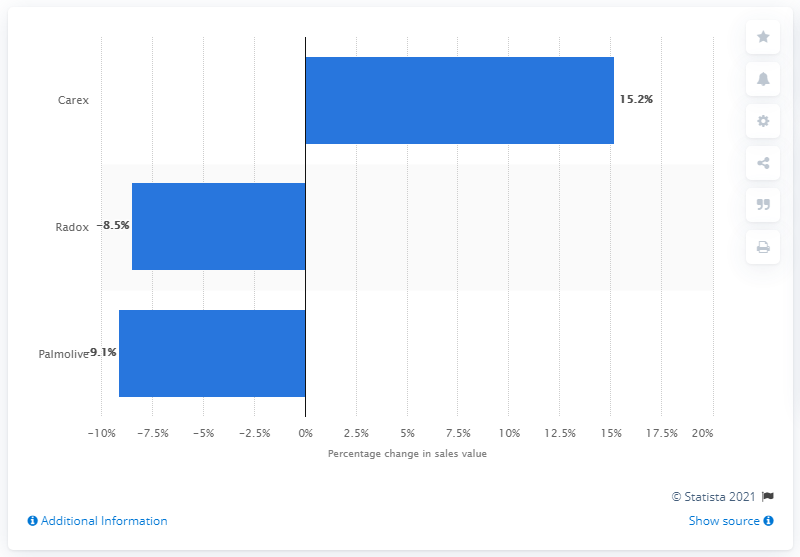 Carex
15.2%
Radox
−8.5%
Palmolive
−9.1%
−10% −7.5% −5% −2.5% 0% 2.5% 5% 7.5% 10% 12.5% 15% 17.5% 20%
Percentage change in sales value
© Statista 2021
Additional Information
Show source